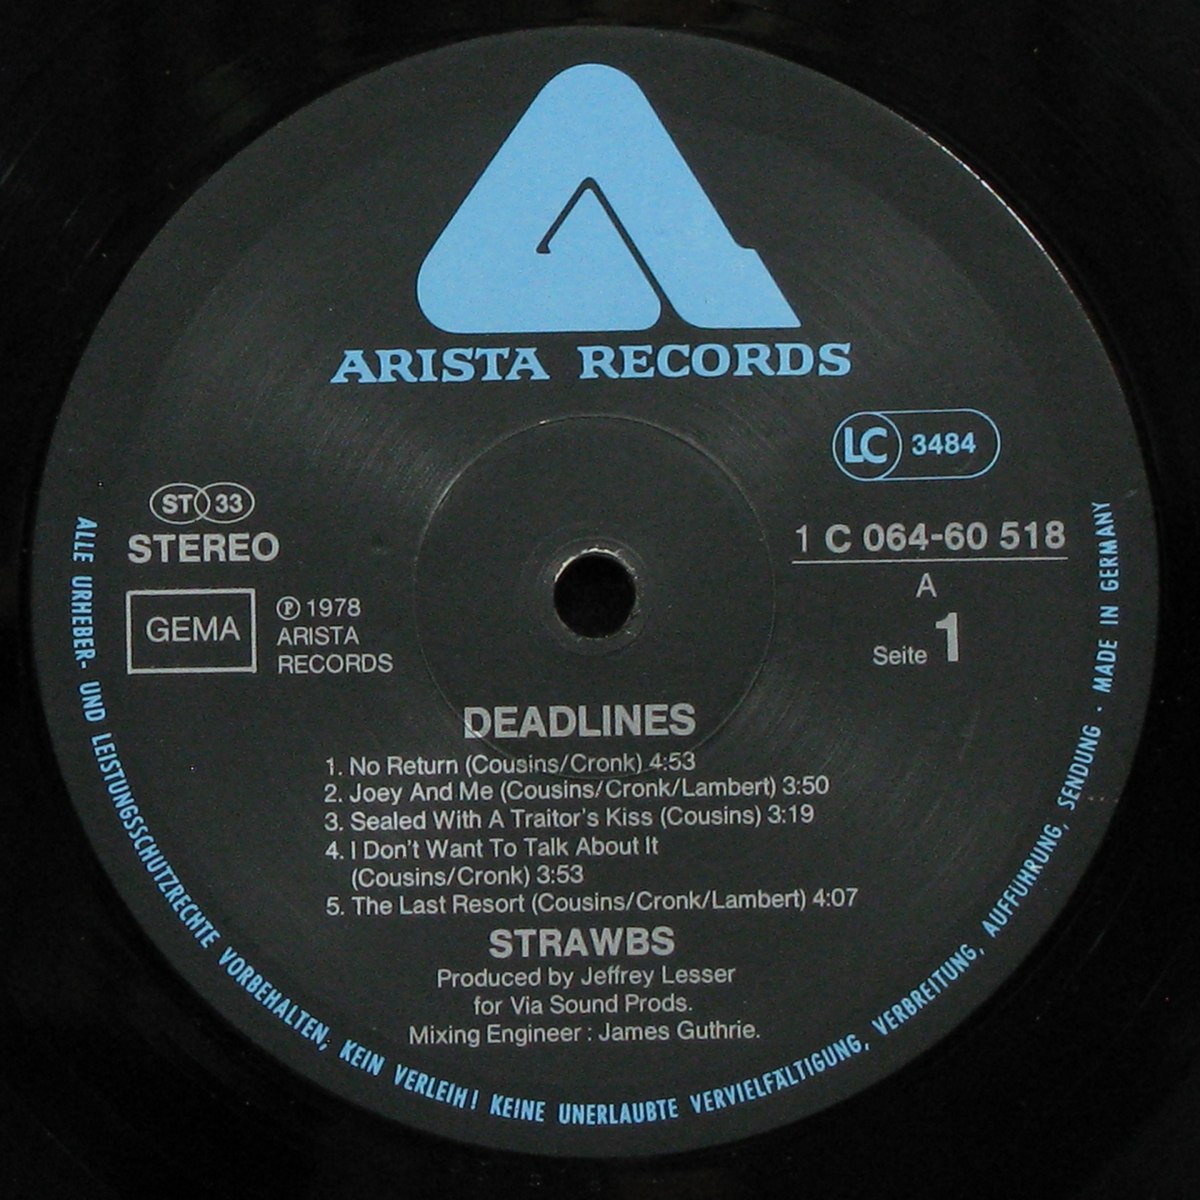 ARISTA RECORDS
LC 3484
ST 33
STEREO
GEMA
℗ 1978
ARISTA
RECORDS
1 C 064-60 518
A
Seite 1
DEADLINES
1. No Return (Cousins/Cronk) 4:53
2. Joey And Me (Cousins/Cronk/Lambert) 3:50
3. Sealed With A Traitor's Kiss (Cousins) 3:19
4. I Don't Want To Talk About It
(Cousins/Cronk) 3:53
5. The Last Resort (Cousins/Cronk/Lambert) 4:07
STRAWBS
Produced by Jeffrey Lesser
for Via Sound Prods.
Mixing Engineer : James Guthrie.
ALLE URHEBER- UND LEISTUNGSSCHUTZRECHTE VORBEHALTEN, KEIN VERLEIH! KEINE UNERLAUBTE VERVIELFÄLTIGUNG, VERBREITUNG, AUFFÜHRUNG, SENDUNG · MADE IN GERMANY